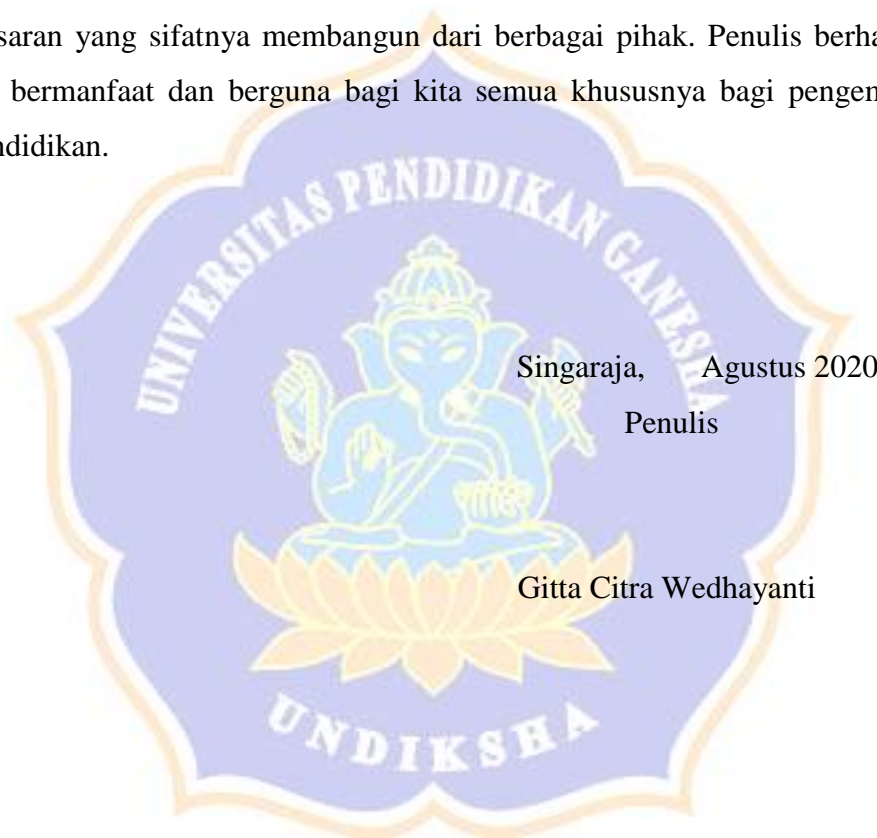 saran yang sifatnya membangun dari berbagai pihak. Penulis berha
bermanfaat dan berguna bagi kita semua khususnya bagi pengem
ndidikan.
UNIVERSITAS PENDIDIKAN GANESHA
Singaraja, Agustus 2020
Penulis
Gitta Citra Wedhayanti
UNDIKSHA